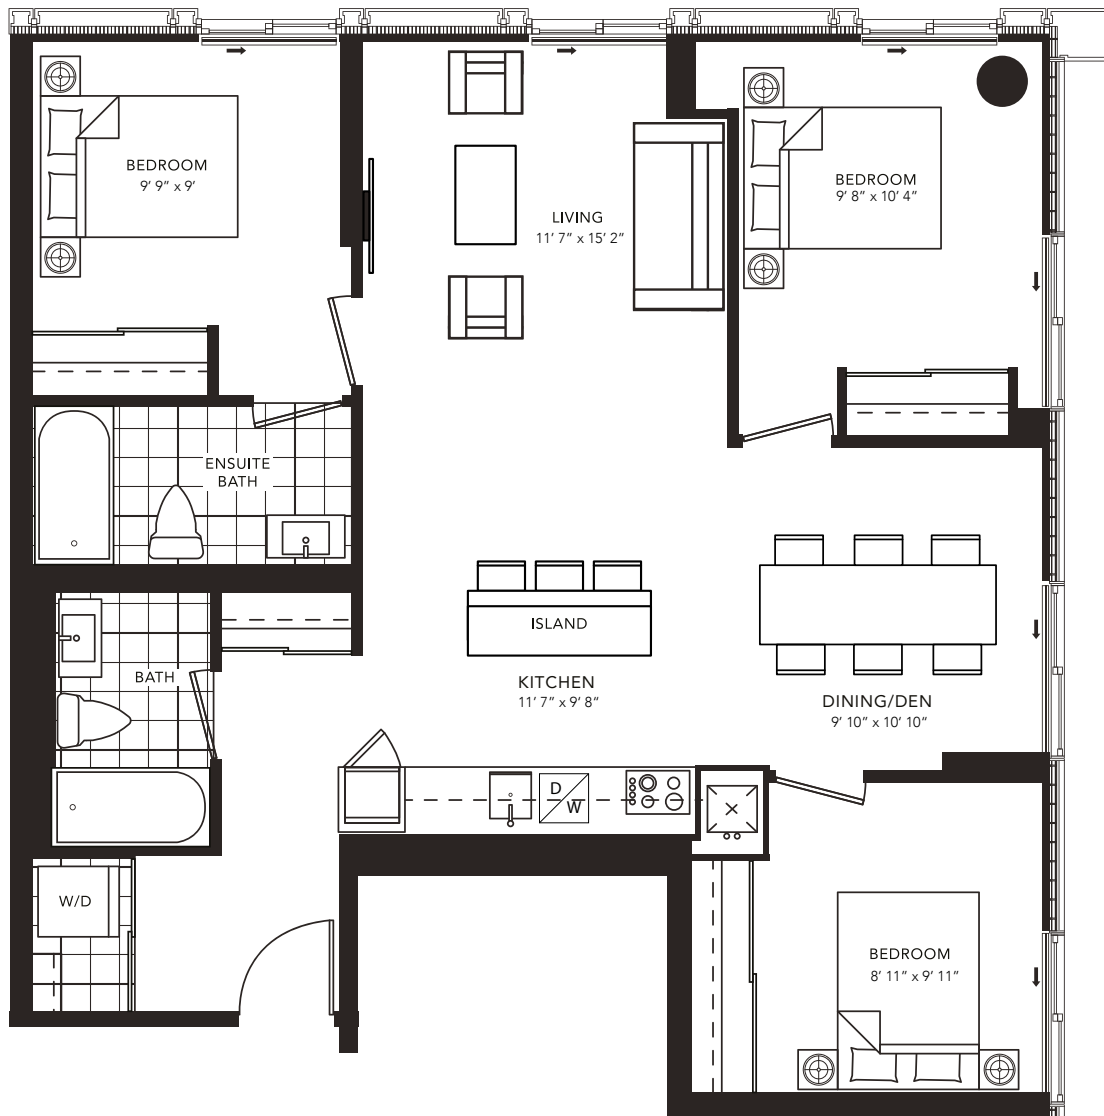 BEDROOM
9' 9" x 9'
LIVING
11' 7" x 15' 2"
BEDROOM
9' 8" x 10' 4"
ENSUITE
BATH
ISLAND
KITCHEN
11' 7" x 9' 8"
BATH
DINING/DEN
9' 10" x 10' 10"
D
W
W/D
BEDROOM
8' 11" x 9' 11"